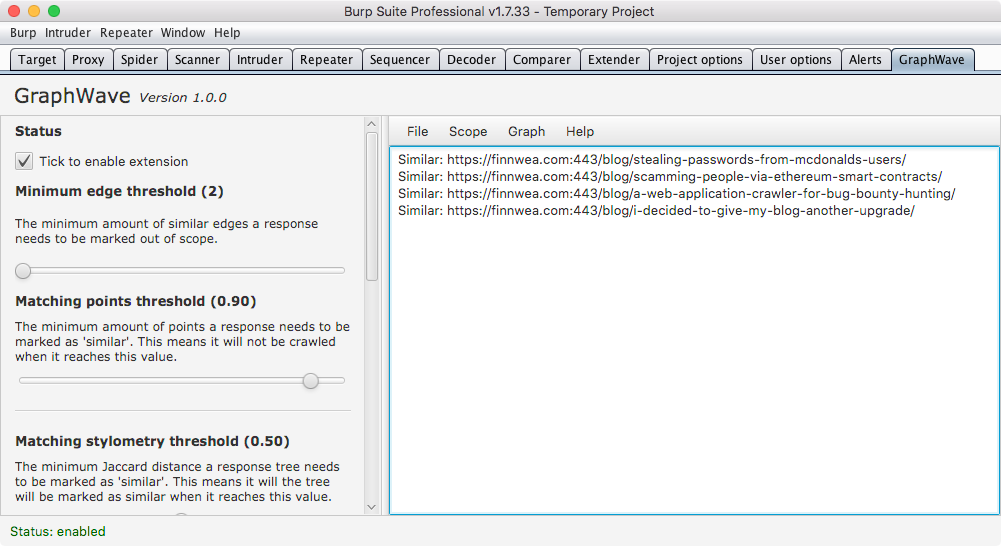 Burp Suite Professional v1.7.33 - Temporary Project
Burp Intruder Repeater Window Help
Target Proxy Spider Scanner Intruder Repeater Sequencer Decoder Comparer Extender Project options User options Alerts GraphWave
GraphWave Version 1.0.0
Status
Tick to enable extension
Minimum edge threshold (2)
The minimum amount of similar edges a response
needs to be marked out of scope.
Matching points threshold (0.90)
The minimum amount of points a response needs to be
marked as 'similar'. This means it will not be crawled
when it reaches this value.
Matching stylometry threshold (0.50)
The minimum Jaccard distance a response tree needs
to be marked as 'similar'. This means it will the tree
will be marked as similar when it reaches this value.
File Scope Graph Help
Similar: https://finnwea.com:443/blog/stealing-passwords-from-mcdonalds-users/
Similar: https://finnwea.com:443/blog/scamming-people-via-ethereum-smart-contracts/
Similar: https://finnwea.com:443/blog/a-web-application-crawler-for-bug-bounty-hunting/
Similar: https://finnwea.com:443/blog/i-decided-to-give-my-blog-another-upgrade/
Status: enabled